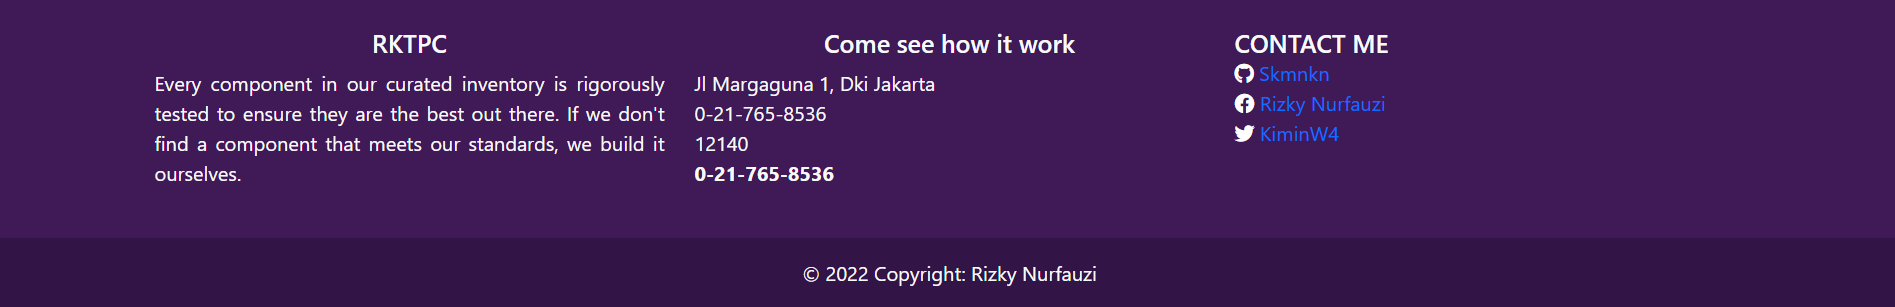 RKTPC
Every component in our curated inventory is rigorously
tested to ensure they are the best out there. If we don't
find a component that meets our standards, we build it
ourselves.
Come see how it work
Jl Margaguna 1, Dki Jakarta
0-21-765-8536
12140
0-21-765-8536
CONTACT ME
Skmnkn
Rizky Nurfauzi
KiminW4
© 2022 Copyright: Rizky Nurfauzi